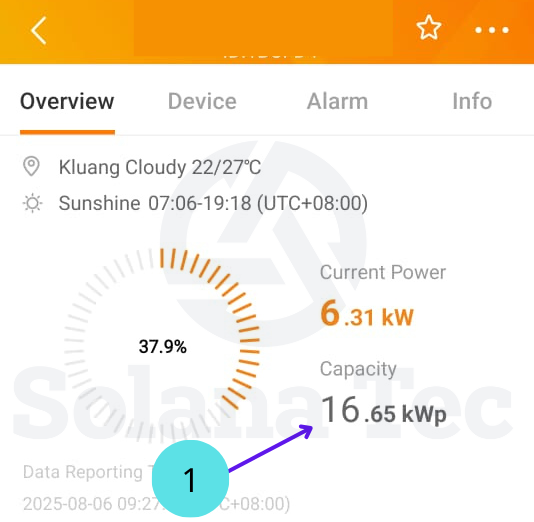 Overview Device Alarm Info
Kluang Cloudy 22/27℃
Sunshine 07:06-19:18 (UTC+08:00)
Current Power
6.31 kW
37.9%
Capacity
16.65 kWp
Solana Tec
1
Data Reporting
2025-08-06 09:27 +08:00)